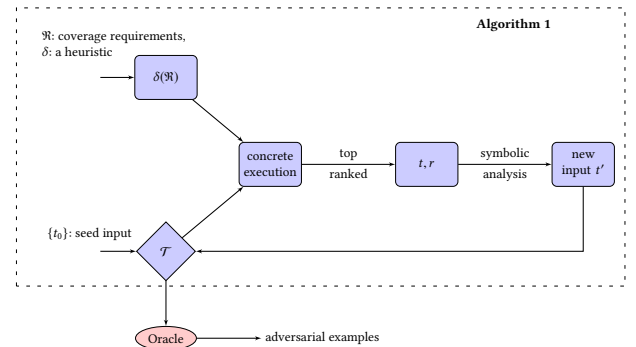 Algorithm 1
ℜ: coverage requirements,
δ: a heuristic
δ(ℜ)
concrete
execution
top
ranked
t, r
symbolic
analysis
new
input t′
{t₀}: seed input
𝒯
Oracle
adversarial examples